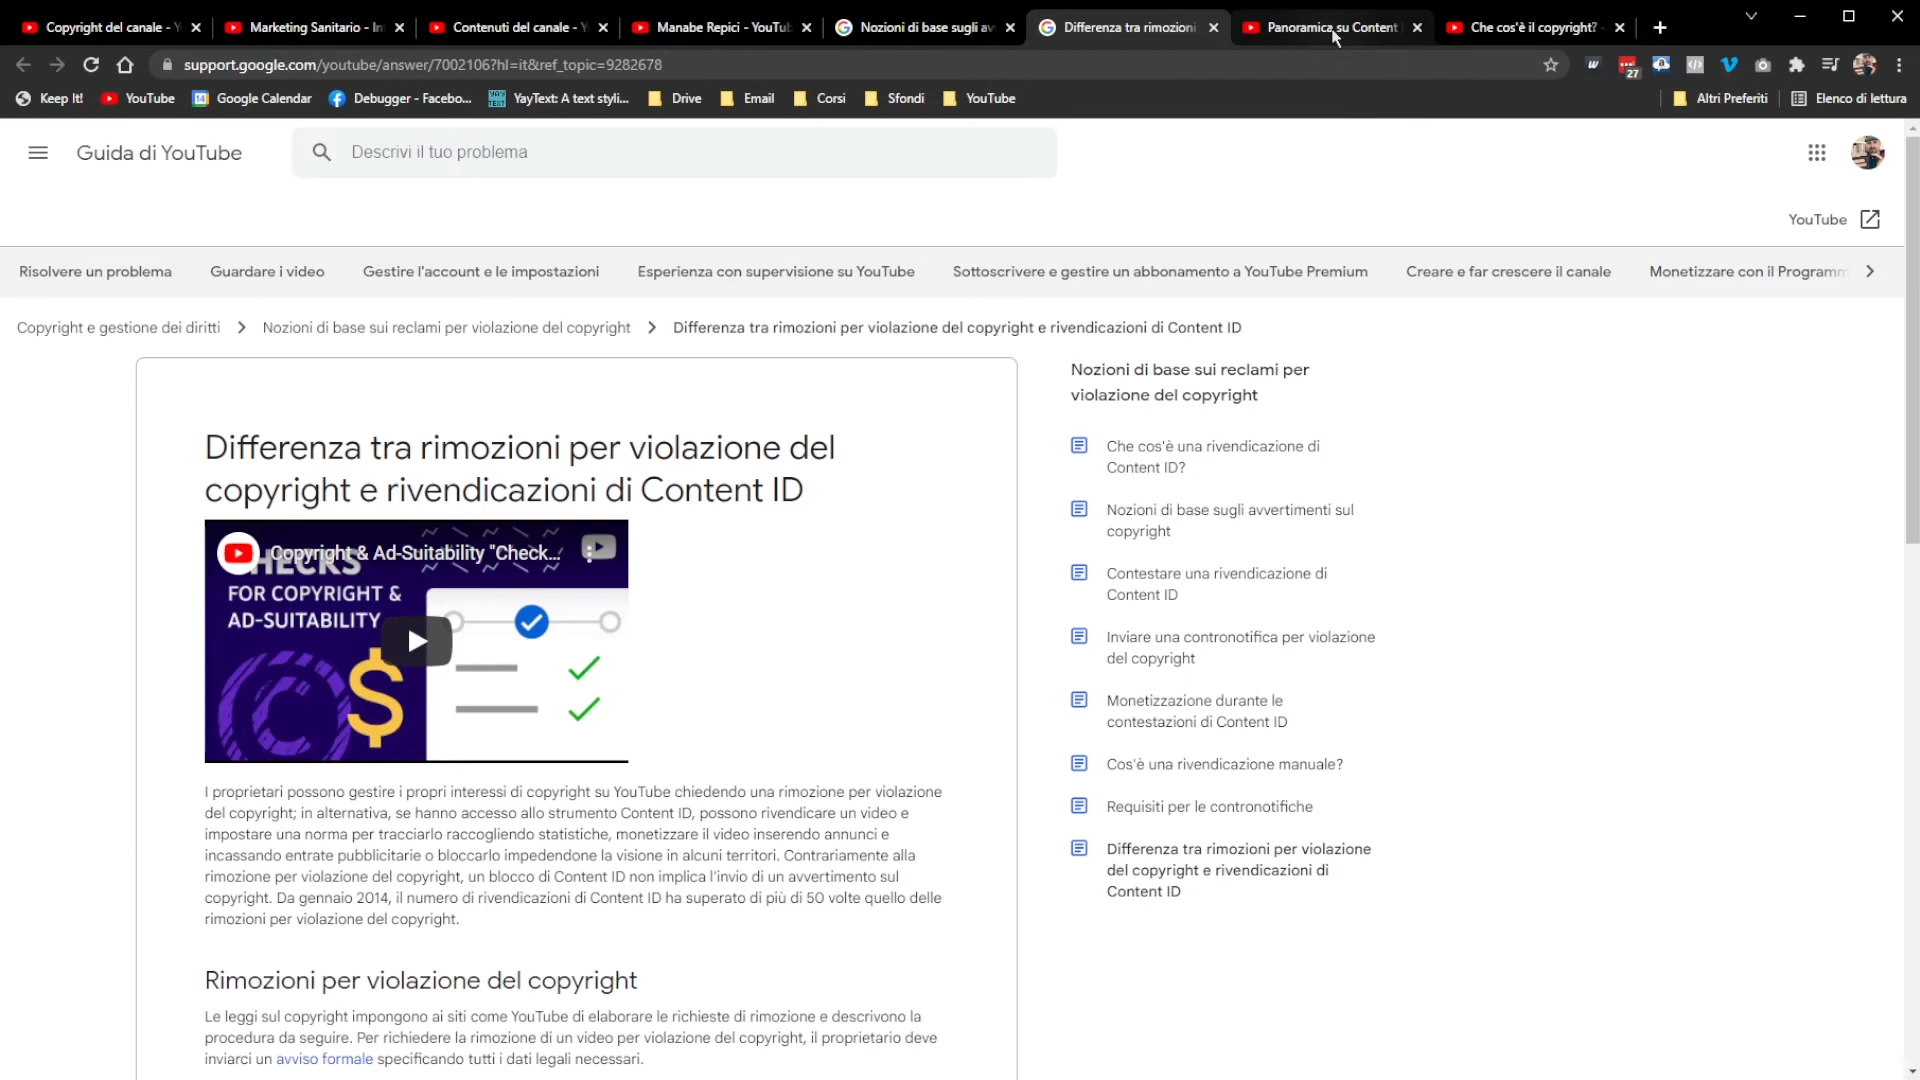 Copyright del canale - Y
Marketing Sanitario - In
Contenuti del canale - Y
Manabe Repici - YouTub
Nozioni di base sugli av
Differenza tra rimozioni
Panoramica su Content
Che cos'è il copyright? -
support.google.com/youtube/answer/7002106?hl=it&ref_topic=9282678
27
Keep It!
YouTube
Google Calendar
Debugger - Facebo...
YayText: A text styli...
Drive
Email
Corsi
Sfondi
YouTube
Altri Preferiti
Elenco di lettura
Guida di YouTube
Descrivi il tuo problema
YouTube
Risolvere un problema
Guardare i video
Gestire l'account e le impostazioni
Esperienza con supervisione su YouTube
Sottoscrivere e gestire un abbonamento a YouTube Premium
Creare e far crescere il canale
Monetizzare con il Programm
Copyright e gestione dei diritti
Nozioni di base sui reclami per violazione del copyright
Differenza tra rimozioni per violazione del copyright e rivendicazioni di Content ID
Differenza tra rimozioni per violazione del
copyright e rivendicazioni di Content ID
Copyright & Ad-Suitability "Check...
CHECKS
FOR COPYRIGHT &
AD-SUITABILITY
I proprietari possono gestire i propri interessi di copyright su YouTube chiedendo una rimozione per violazione
del copyright; in alternativa, se hanno accesso allo strumento Content ID, possono rivendicare un video e
impostare una norma per tracciarlo raccogliendo statistiche, monetizzare il video inserendo annunci e
incassando entrate pubblicitarie o bloccarlo impedendone la visione in alcuni territori. Contrariamente alla
rimozione per violazione del copyright, un blocco di Content ID non implica l'invio di un avvertimento sul
copyright. Da gennaio 2014, il numero di rivendicazioni di Content ID ha superato di più di 50 volte quello delle
rimozioni per violazione del copyright.
Rimozioni per violazione del copyright
Le leggi sul copyright impongono ai siti come YouTube di elaborare le richieste di rimozione e descrivono la
procedura da seguire. Per richiedere la rimozione di un video per violazione del copyright, il proprietario deve
inviarci un avviso formale specificando tutti i dati legali necessari.
Nozioni di base sui reclami per
violazione del copyright
Che cos'è una rivendicazione di
Content ID?
Nozioni di base sugli avvertimenti sul
copyright
Contestare una rivendicazione di
Content ID
Inviare una contronotifica per violazione
del copyright
Monetizzazione durante le
contestazioni di Content ID
Cos'è una rivendicazione manuale?
Requisiti per le contronotifiche
Differenza tra rimozioni per violazione
del copyright e rivendicazioni di
Content ID